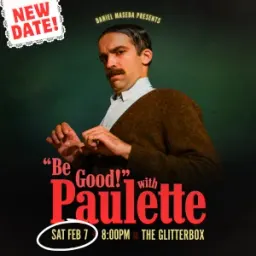 NEW
DATE!
DANIEL MASEDA PRESENTS
"Be
Good!" with
Paulette
SAT FEB 7 8:00PM THE GLITTERBOX